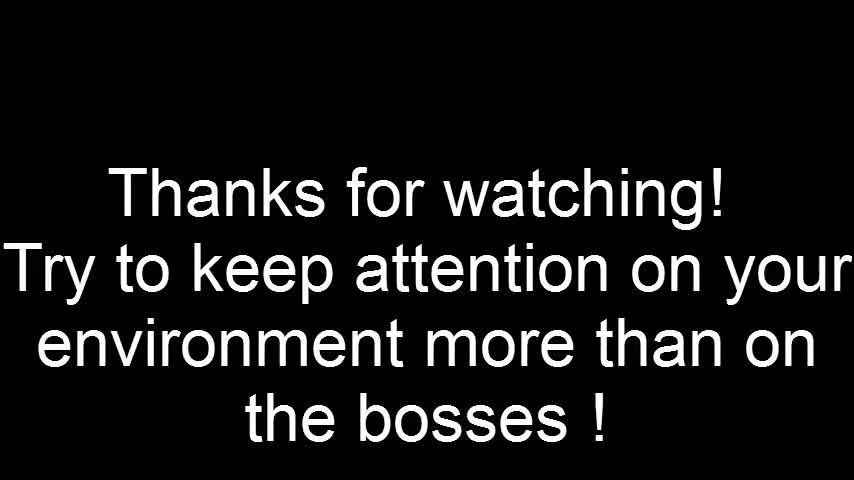 Thanks for watching!
Try to keep attention on your
environment more than on
the bosses !